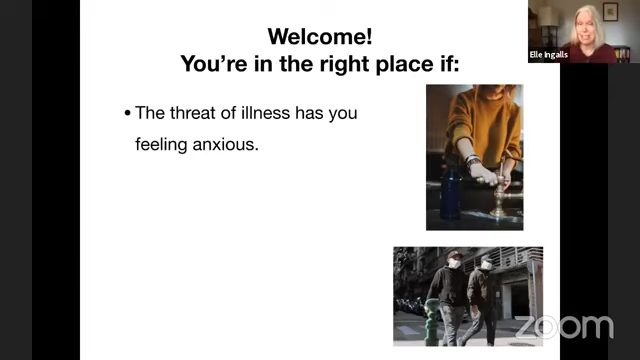 Welcome!
You're in the right place if:
• The threat of illness has you
feeling anxious.
Elle Ingalls
zoom